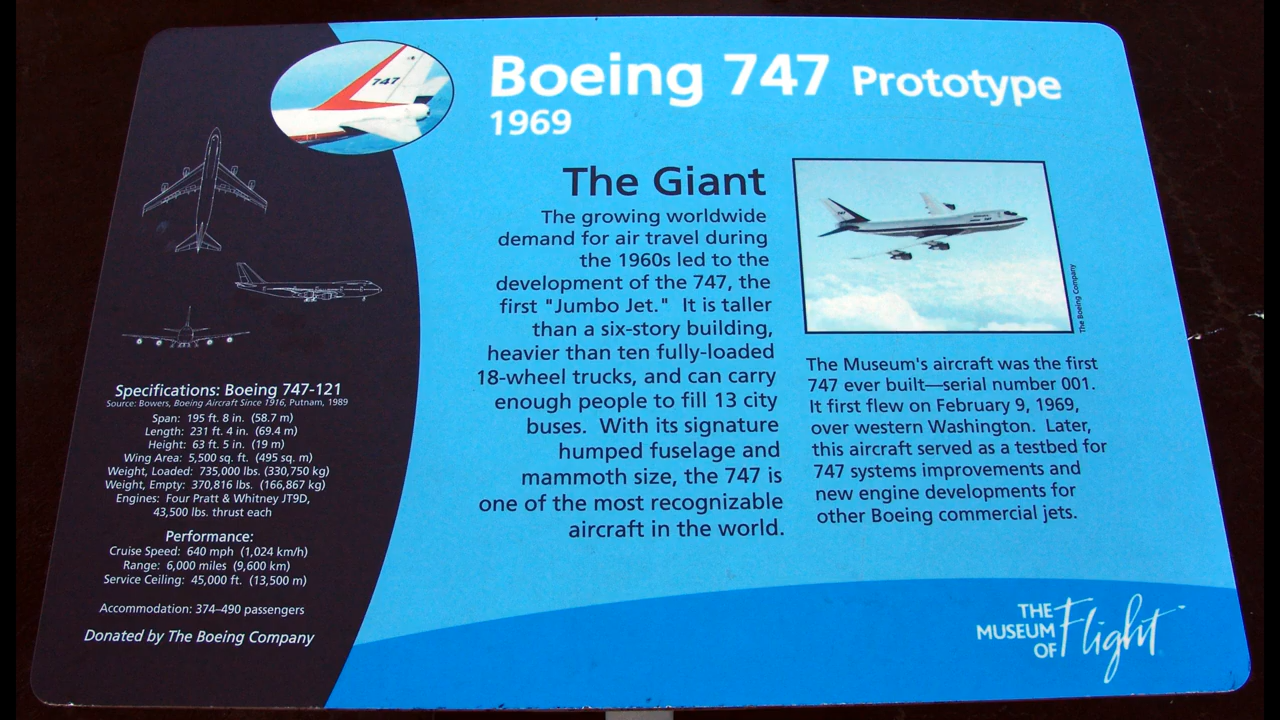 747
Boeing 747 Prototype
1969
The Giant
The growing worldwide
demand for air travel during
the 1960s led to the
development of the 747, the
first "Jumbo Jet."  It is taller
than a six-story building,
heavier than ten fully-loaded
18-wheel trucks, and can carry
enough people to fill 13 city
buses.  With its signature
humped fuselage and
mammoth size, the 747 is
one of the most recognizable
aircraft in the world.
The Boeing Company
The Museum's aircraft was the first
747 ever built—serial number 001.
It first flew on February 9, 1969,
over western Washington.  Later,
this aircraft served as a testbed for
747 systems improvements and
new engine developments for
other Boeing commercial jets.
Specifications: Boeing 747-121
Source: Bowers, Boeing Aircraft Since 1916, Putnam, 1989
Span:  195 ft. 8 in.  (58.7 m)
Length:  231 ft. 4 in.  (69.4 m)
Height:  63 ft. 5 in.  (19 m)
Wing Area:  5,500 sq. ft.  (495 sq. m)
Weight, Loaded:  735,000 lbs. (330,750 kg)
Weight, Empty:  370,816 lbs.  (166,867 kg)
Engines:  Four Pratt & Whitney JT9D,
43,500 lbs. thrust each
Performance:
Cruise Speed:  640 mph  (1,024 km/h)
Range:  6,000 miles  (9,600 km)
Service Ceiling:  45,000 ft.  (13,500 m)
Accommodation: 374–490 passengers
Donated by The Boeing Company
THE
MUSEUM
OF Flight